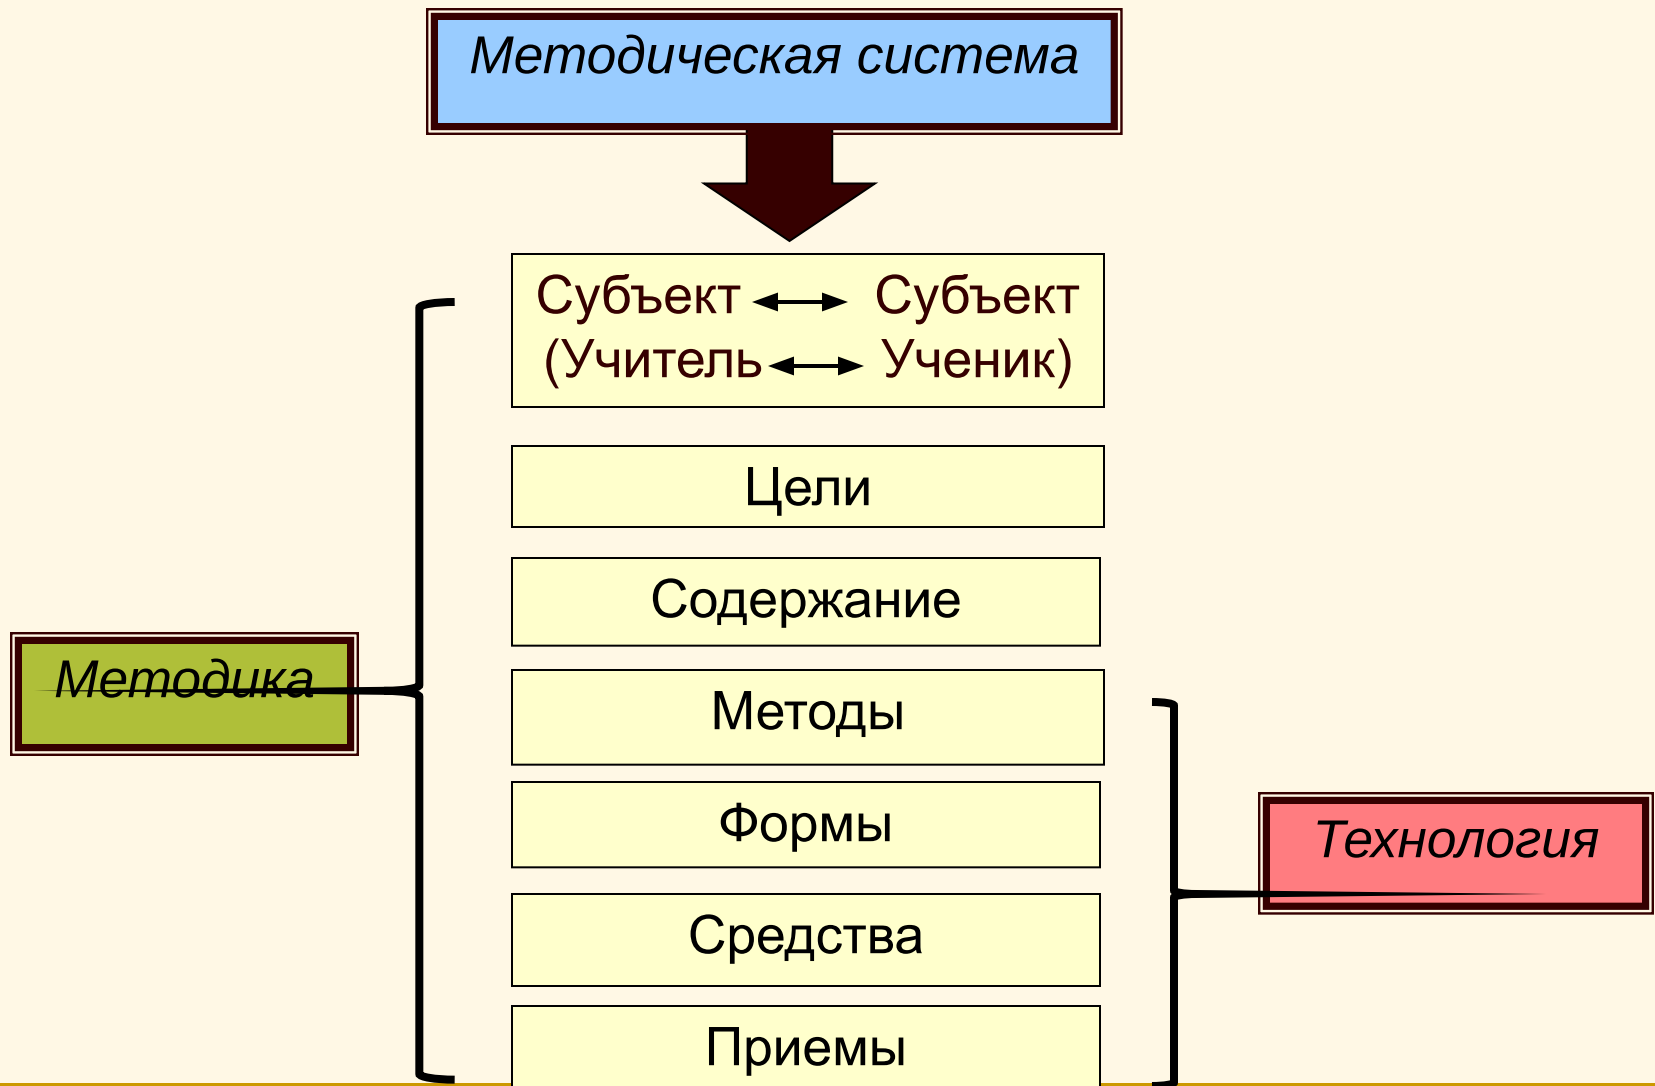 Методическая система
Субъект Субъект
(Учитель Ученик)
Цели
Содержание
Методика
Методы
Формы
Технология
Средства
Приемы